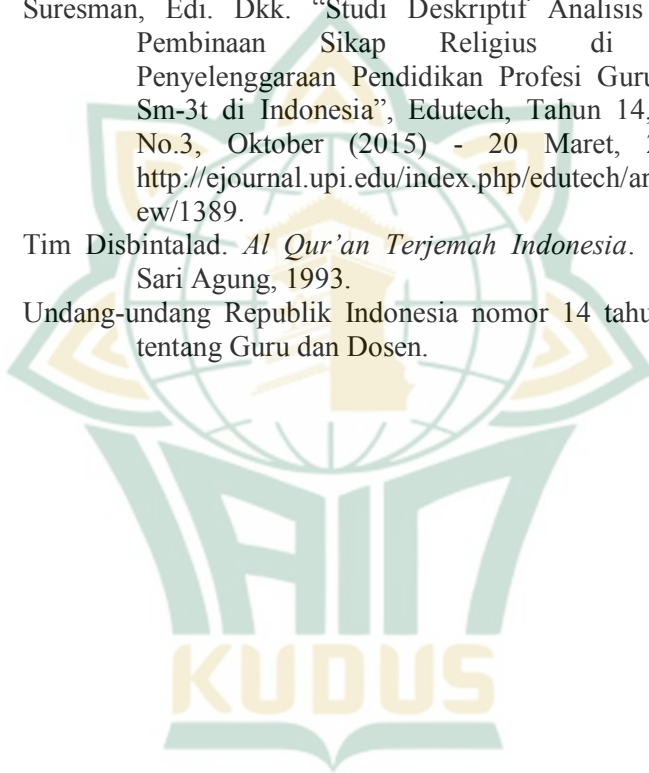 Suresman, Edi. Dkk. “Studi Deskriptif Analisis
Pembinaan Sikap Religius di
Penyelenggaraan Pendidikan Profesi Guru
Sm-3t di Indonesia”, Edutech, Tahun 14,
No.3, Oktober (2015) - 20 Maret,
http://ejournal.upi.edu/index.php/edutech/ar
ew/1389.
Tim Disbintalad. Al Qur’an Terjemah Indonesia.
Sari Agung, 1993.
Undang-undang Republik Indonesia nomor 14 tahu
tentang Guru dan Dosen.
IAIN
KUDUS